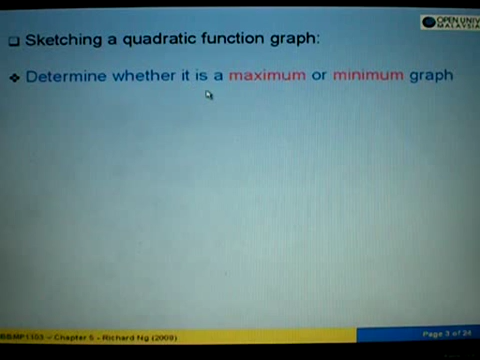 Sketching a quadratic function graph:
Determine whether it is a maximum or minimum graph
OPEN UNIV
MALAYSIA
BBMP1103 – Chapter 5 - Richard Ng (2009)
Page 3 of 24